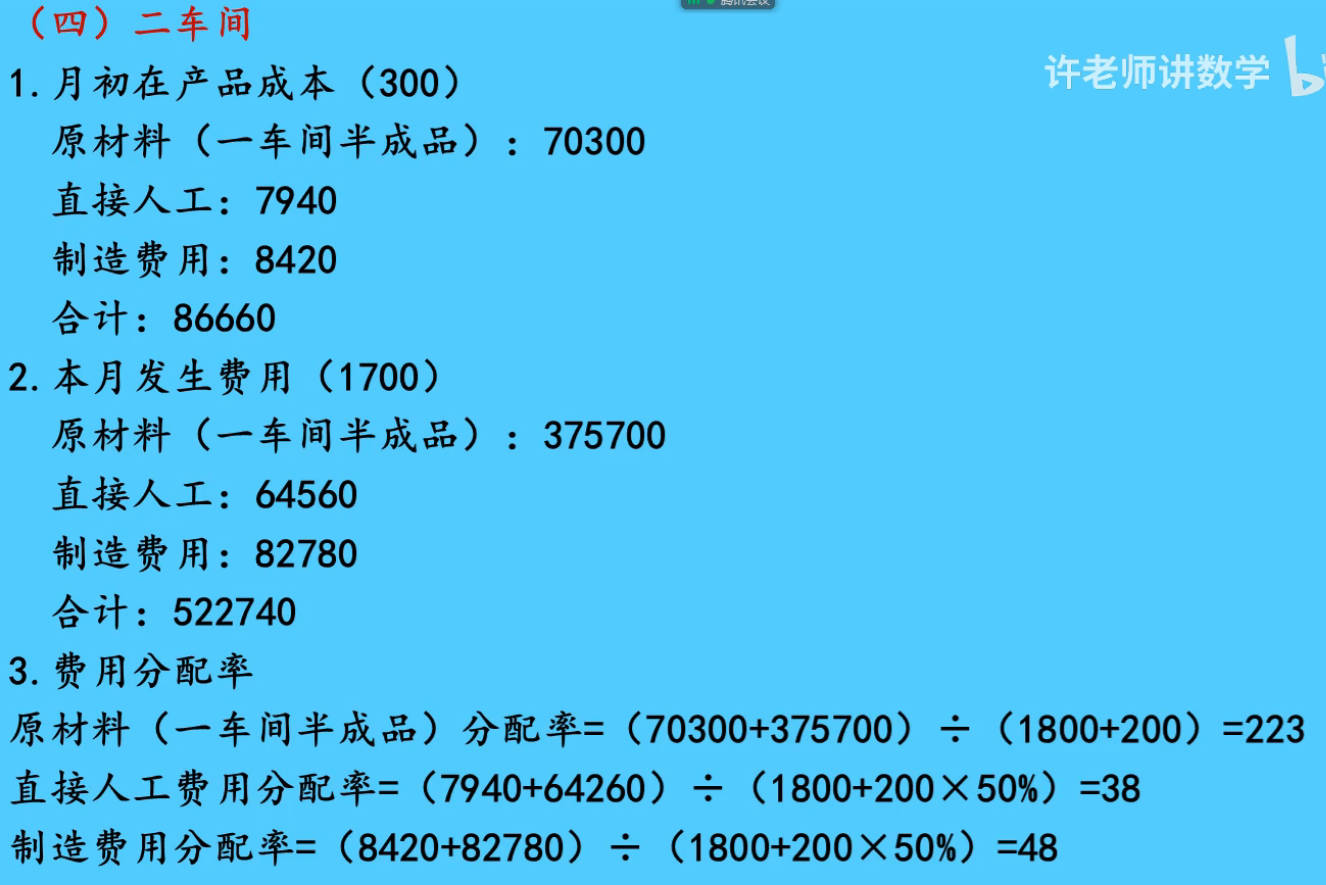 腾讯会议
（四）二车间
许老师讲数学 b
1.月初在产品成本（300）
原材料（一车间半成品）：70300
直接人工：7940
制造费用：8420
合计：86660
2.本月发生费用（1700）
原材料（一车间半成品）：375700
直接人工：64560
制造费用：82780
合计：522740
3.费用分配率
原材料（一车间半成品）分配率=（70300+375700）÷（1800+200）=223
直接人工费用分配率=（7940+64260）÷（1800+200×50%）=38
制造费用分配率=（8420+82780）÷（1800+200×50%）=48